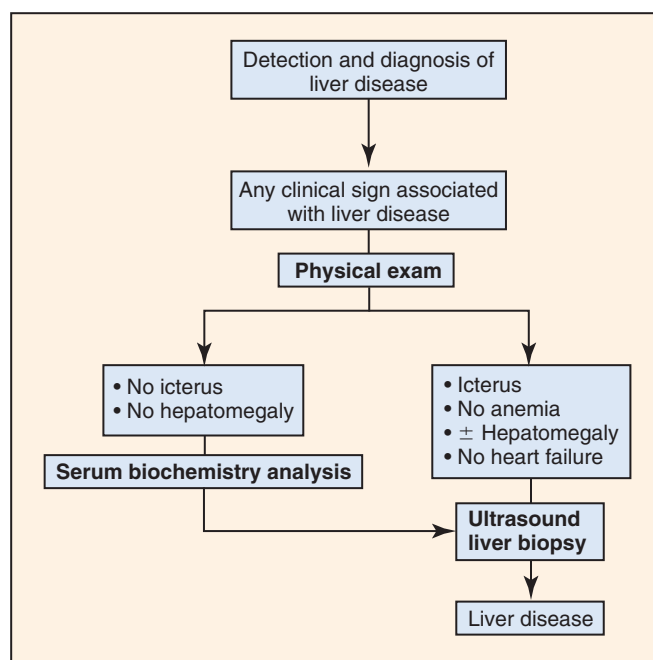 Detection and diagnosis of
liver disease
Any clinical sign associated
with liver disease
Physical exam
• No icterus
• No hepatomegaly
Serum biochemistry analysis
• Icterus
• No anemia
• ± Hepatomegaly
• No heart failure
Ultrasound
liver biopsy
Liver disease